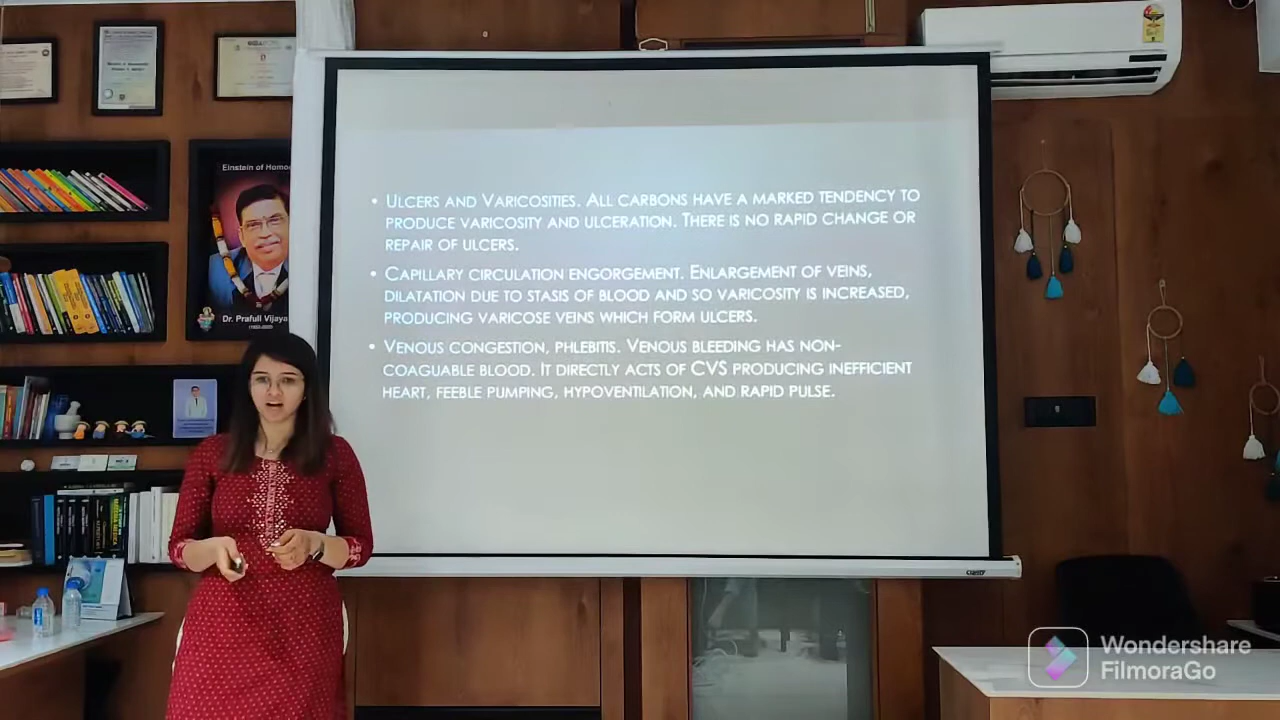 Einstain of Homoe
Dr. Prafull Vijaya
• ULCERS AND VARICOSITIES. ALL CARBONS HAVE A MARKED TENDENCY TO
PRODUCE VARICOSITY AND ULCERATION. THERE IS NO RAPID CHANGE OR
REPAIR OF ULCERS.
• CAPILLARY CIRCULATION ENGORGEMENT. ENLARGEMENT OF VEINS,
DILATATION DUE TO STASIS OF BLOOD AND SO VARICOSITY IS INCREASED,
PRODUCING VARICOSE VEINS WHICH FORM ULCERS.
• VENOUS CONGESTION, PHLEBITIS. VENOUS BLEEDING HAS NON-
COAGUABLE BLOOD. IT DIRECTLY ACTS OF CVS PRODUCING INEFFICIENT
HEART, FEEBLE PUMPING, HYPOVENTILATION, AND RAPID PULSE.
Wondershare
FilmoraGo